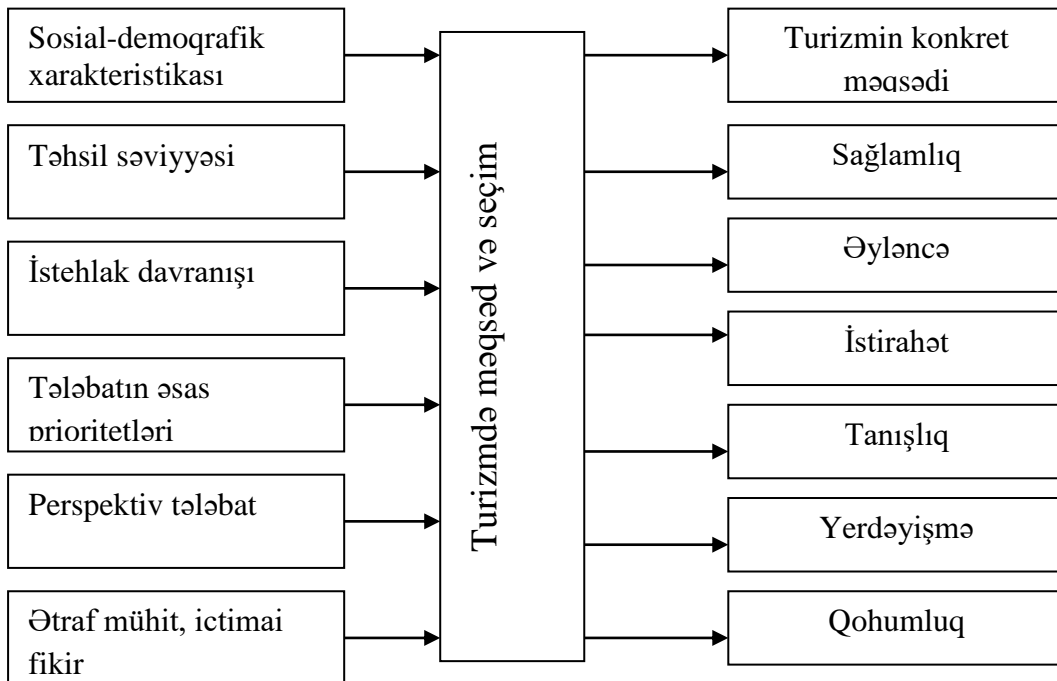 Sosial-demoqrafik
xarakteristikası
Təhsil səviyyəsi
İstehlak davranışı
Tələbatın əsas
prioritetləri
Perspektiv tələbat
Ətraf mühit, ictimai
fikir
Turizmdə məqsəd və seçim
Turizmin konkret
məqsədi
Sağlamlıq
Əyləncə
İstirahət
Tanışlıq
Yerdəyişmə
Qohumluq